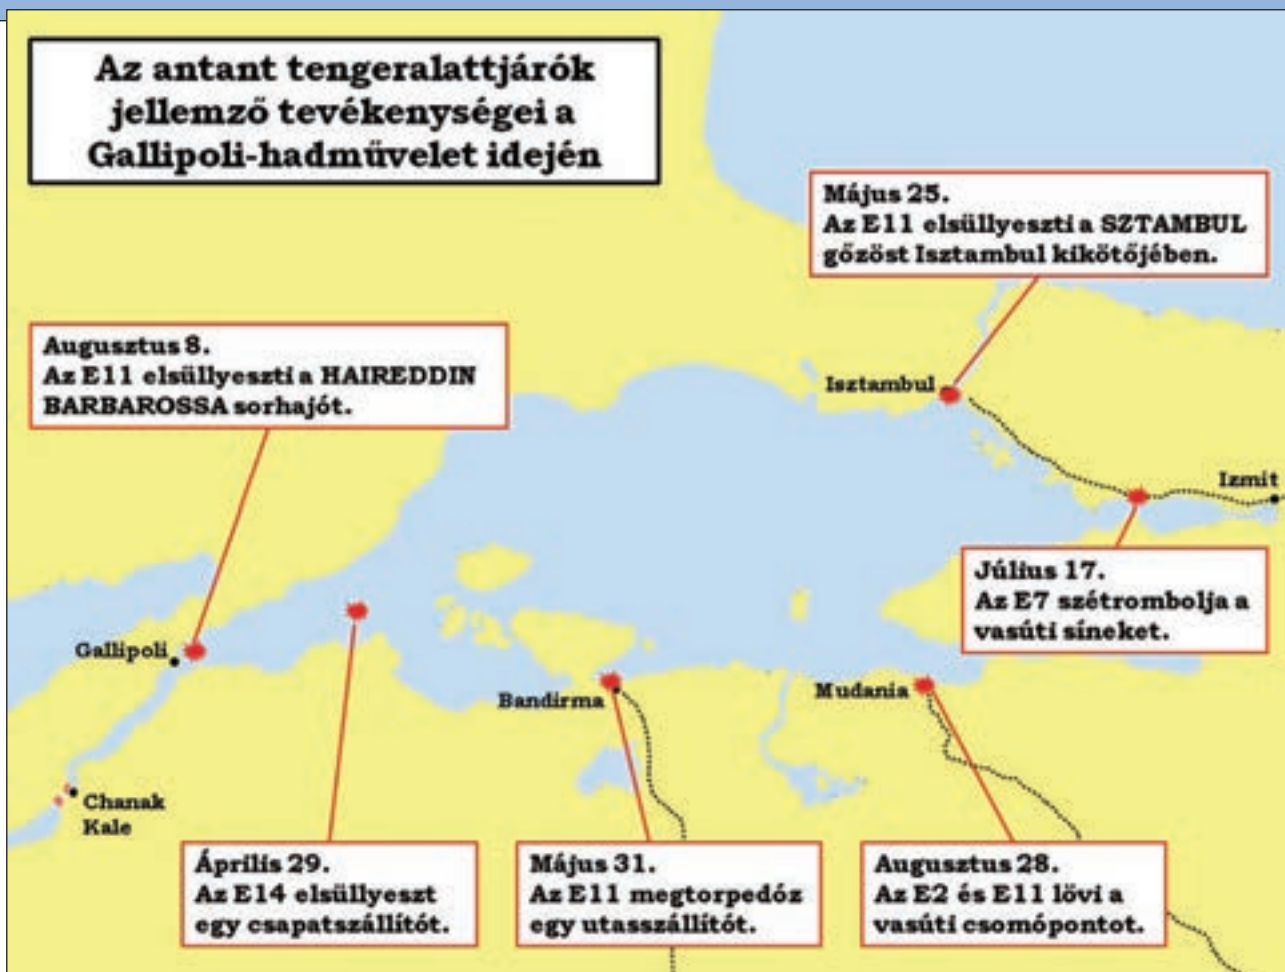 Az antant tengeralattjárók
jellemző tevékenységei a
Gallipoli-hadművelet idején
Május 25.
Az E11 elsüllyeszti a SZTAMBUL
gőzöst Isztambul kikötőjében.
Augusztus 8.
Az E11 elsüllyeszti a HAIREDDIN
BARBAROSSA sorhajót.
Isztambul
Izmit
Július 17.
Az E7 szétrombolja a
vasúti síneket.
Gallipoli
Bandirma
Mudania
Chanak
Kale
Április 29.
Az E14 elsüllyeszt
egy csapatszállítót.
Május 31.
Az E11 megtorpedóz
egy utasszállítót.
Augusztus 28.
Az E2 és E11 lövi a
vasúti csomópontot.